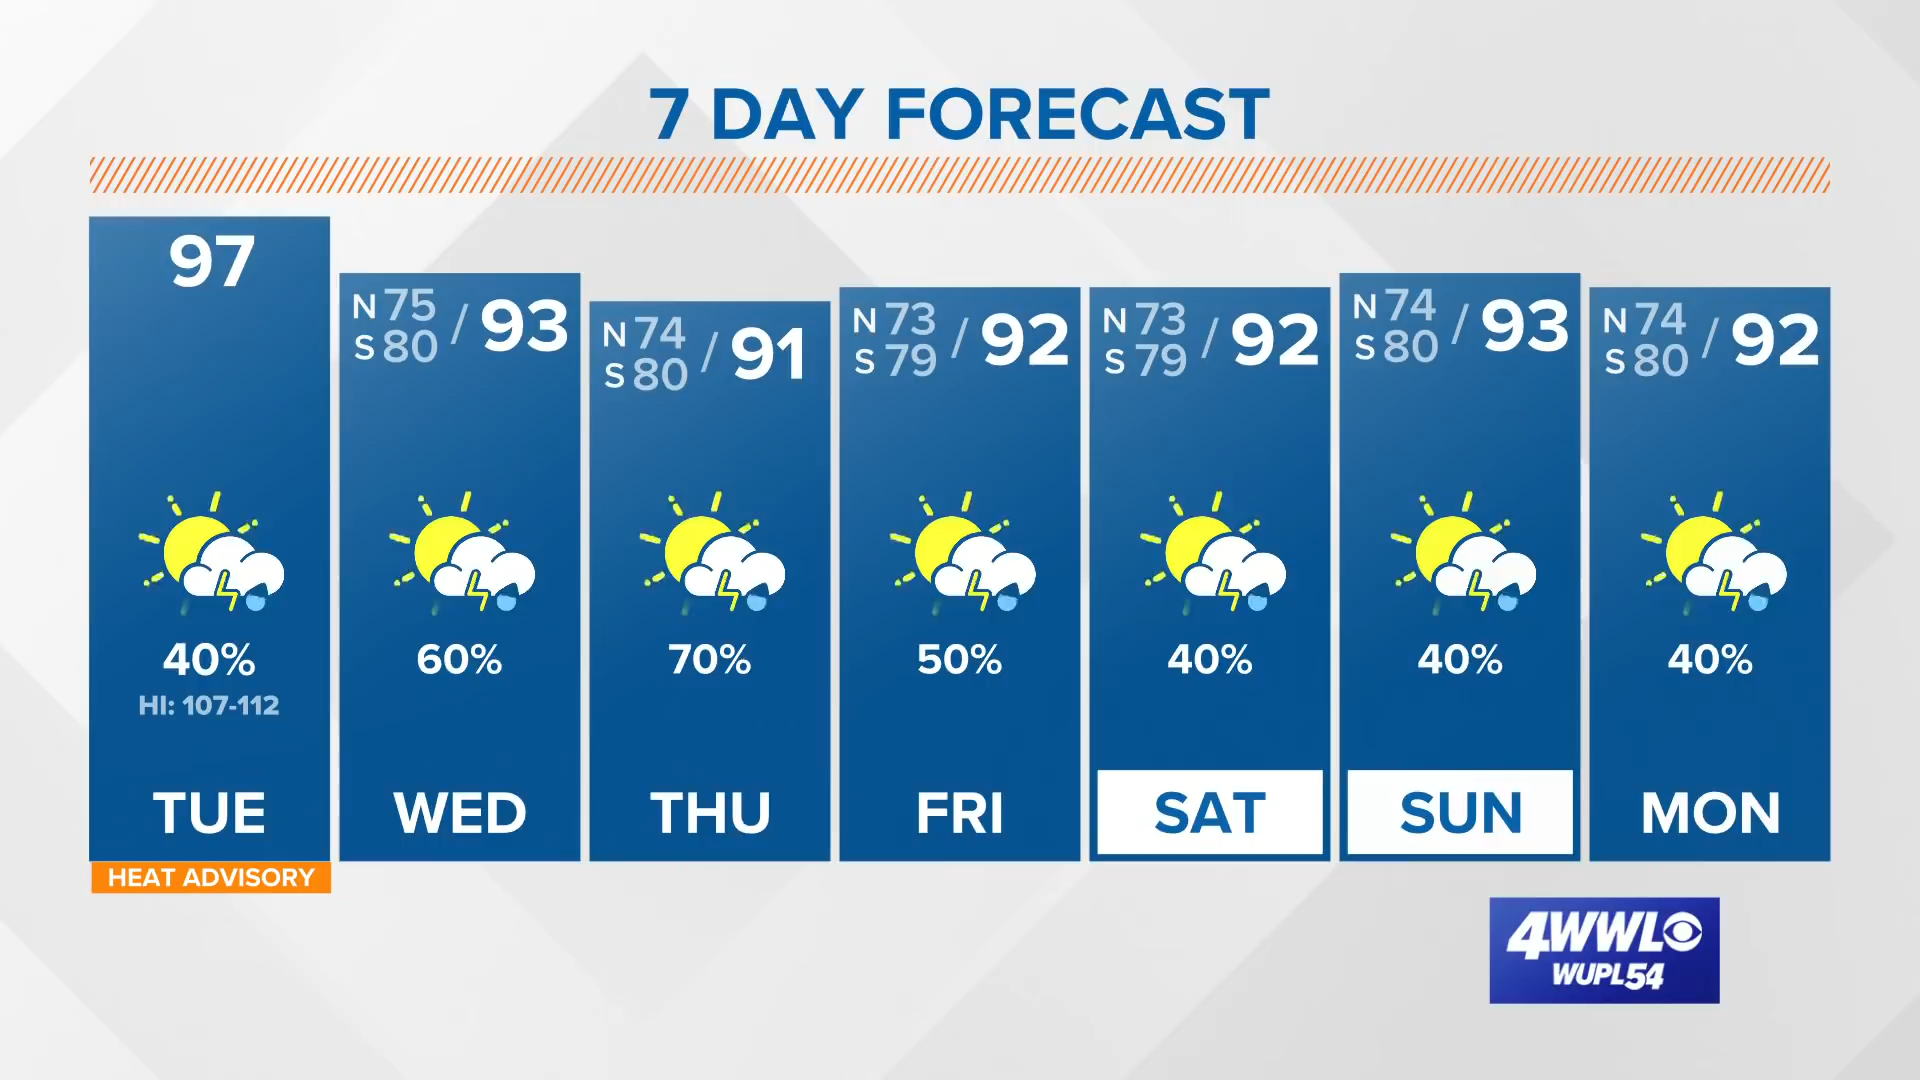 7 DAY FORECAST
97
40%
HI: 107-112
TUE
HEAT ADVISORY
N 75
S 80
/ 93
60%
WED
N 74
S 80
/ 91
70%
THU
N 73
S 79
/ 92
50%
FRI
N 73
S 79
/ 92
40%
SAT
N 74
S 80
/ 93
40%
SUN
N 74
S 80
/ 92
40%
MON
4WWL
WUPL54